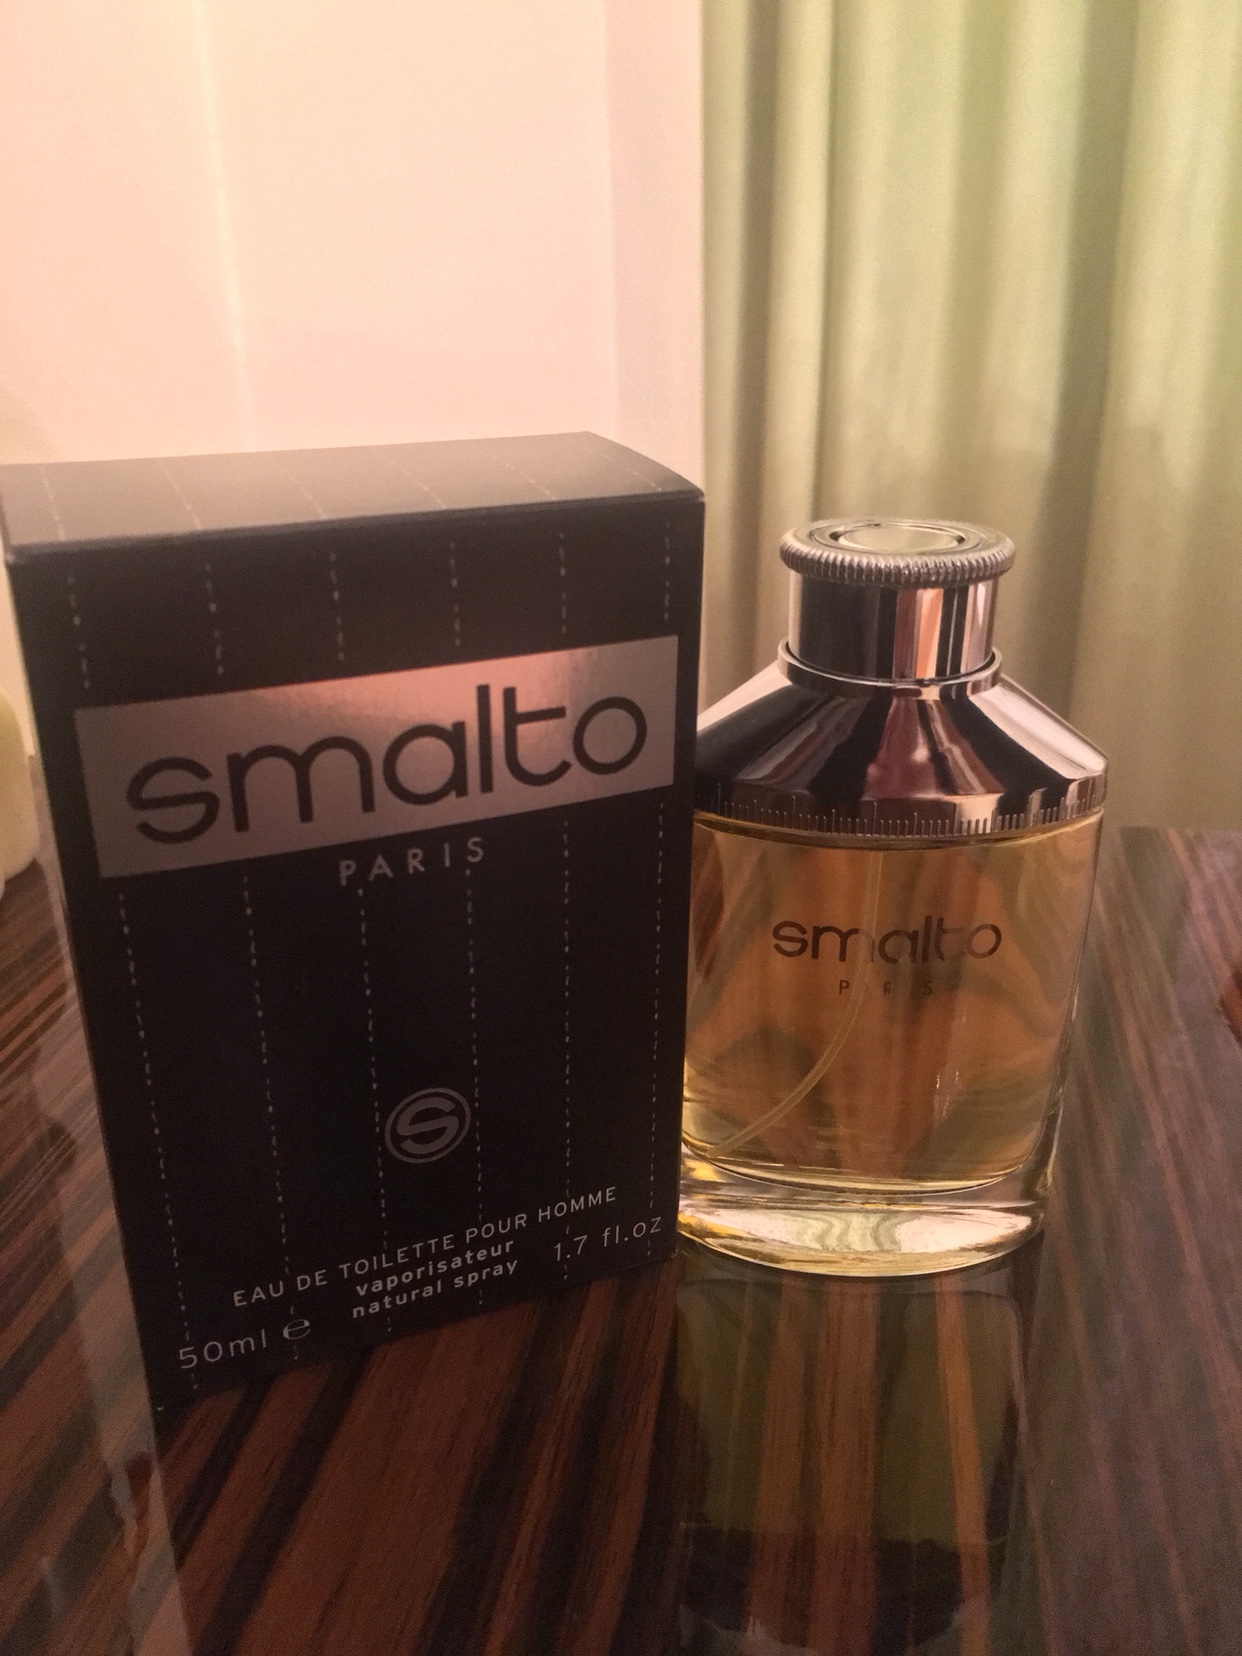 smalto
PARIS
S
EAU DE TOILETTE POUR HOMME
vaporisateur
natural spray
50ml ℮
1.7 fl.oz
smalto
PARIS